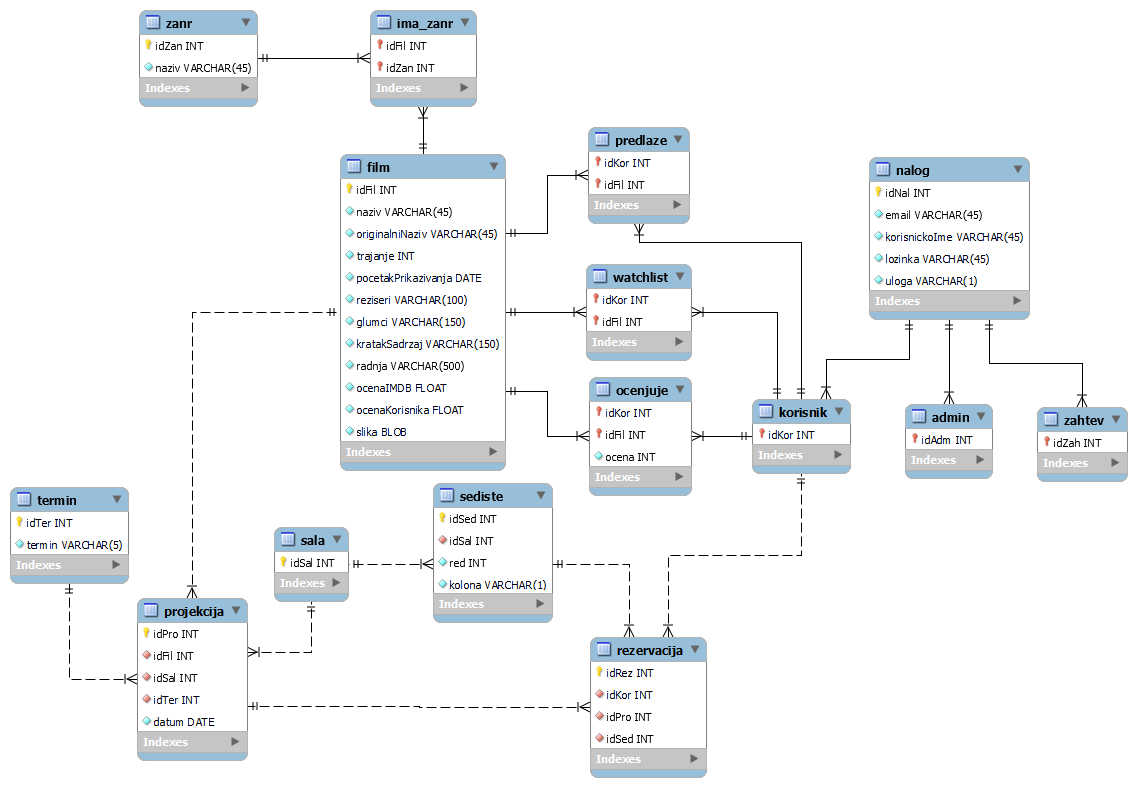 zanr
idZan INT
naziv VARCHAR(45)
Indexes
ima_zanr
idFil INT
idZan INT
Indexes
film
idFil INT
naziv VARCHAR(45)
originalniNaziv VARCHAR(45)
trajanje INT
pocetakPrikazivanja DATE
reziseri VARCHAR(100)
glumci VARCHAR(150)
kratakSadrzaj VARCHAR(150)
radnja VARCHAR(500)
ocenaIMDB FLOAT
ocenaKorisnika FLOAT
slika BLOB
Indexes
predlaze
idKor INT
idFil INT
Indexes
watchlist
idKor INT
idFil INT
Indexes
ocenjuje
idKor INT
idFil INT
ocena INT
Indexes
nalog
idNal INT
email VARCHAR(45)
korisnickoIme VARCHAR(45)
lozinka VARCHAR(45)
uloga VARCHAR(1)
Indexes
korisnik
idKor INT
Indexes
admin
idAdm INT
Indexes
zahtev
idZah INT
Indexes
termin
idTer INT
termin VARCHAR(5)
Indexes
sala
idSal INT
Indexes
sediste
idSed INT
idSal INT
red INT
kolona VARCHAR(1)
Indexes
projekcija
idPro INT
idFil INT
idSal INT
idTer INT
datum DATE
Indexes
rezervacija
idRez INT
idKor INT
idPro INT
idSed INT
Indexes